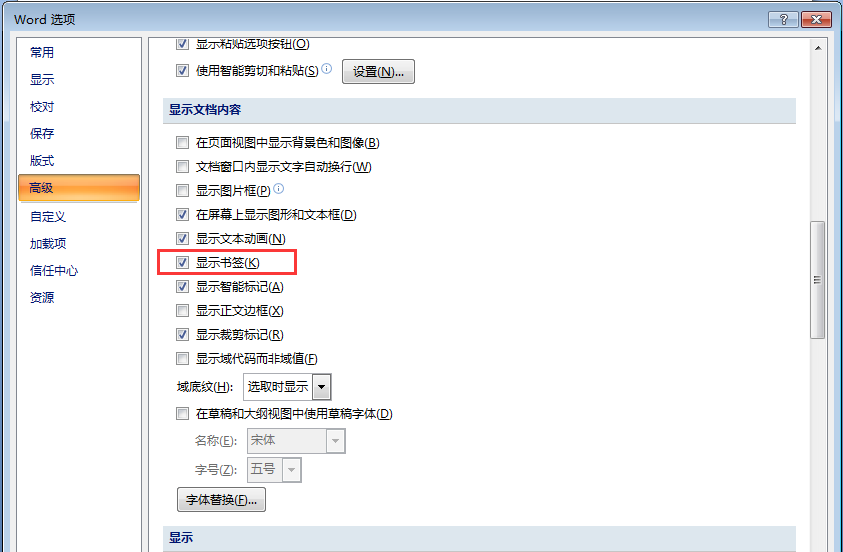 Word 选项
常用
显示
校对
保存
版式
高级
自定义
加载项
信任中心
资源
显示粘贴选项按钮(O)
使用智能剪切和粘贴(S) 设置(N)...
显示文档内容
在页面视图中显示背景色和图像(B)
文档窗口内显示文字自动换行(W)
显示图片框(P)
在屏幕上显示图形和文本框(D)
显示文本动画(N)
显示书签(K)
显示智能标记(A)
显示正文边框(X)
显示裁剪标记(R)
显示域代码而非域值(F)
域底纹(H): 选取时显示
在草稿和大纲视图中使用草稿字体(D)
名称(E): 宋体
字号(Z): 五号
字体替换(F)...
显示